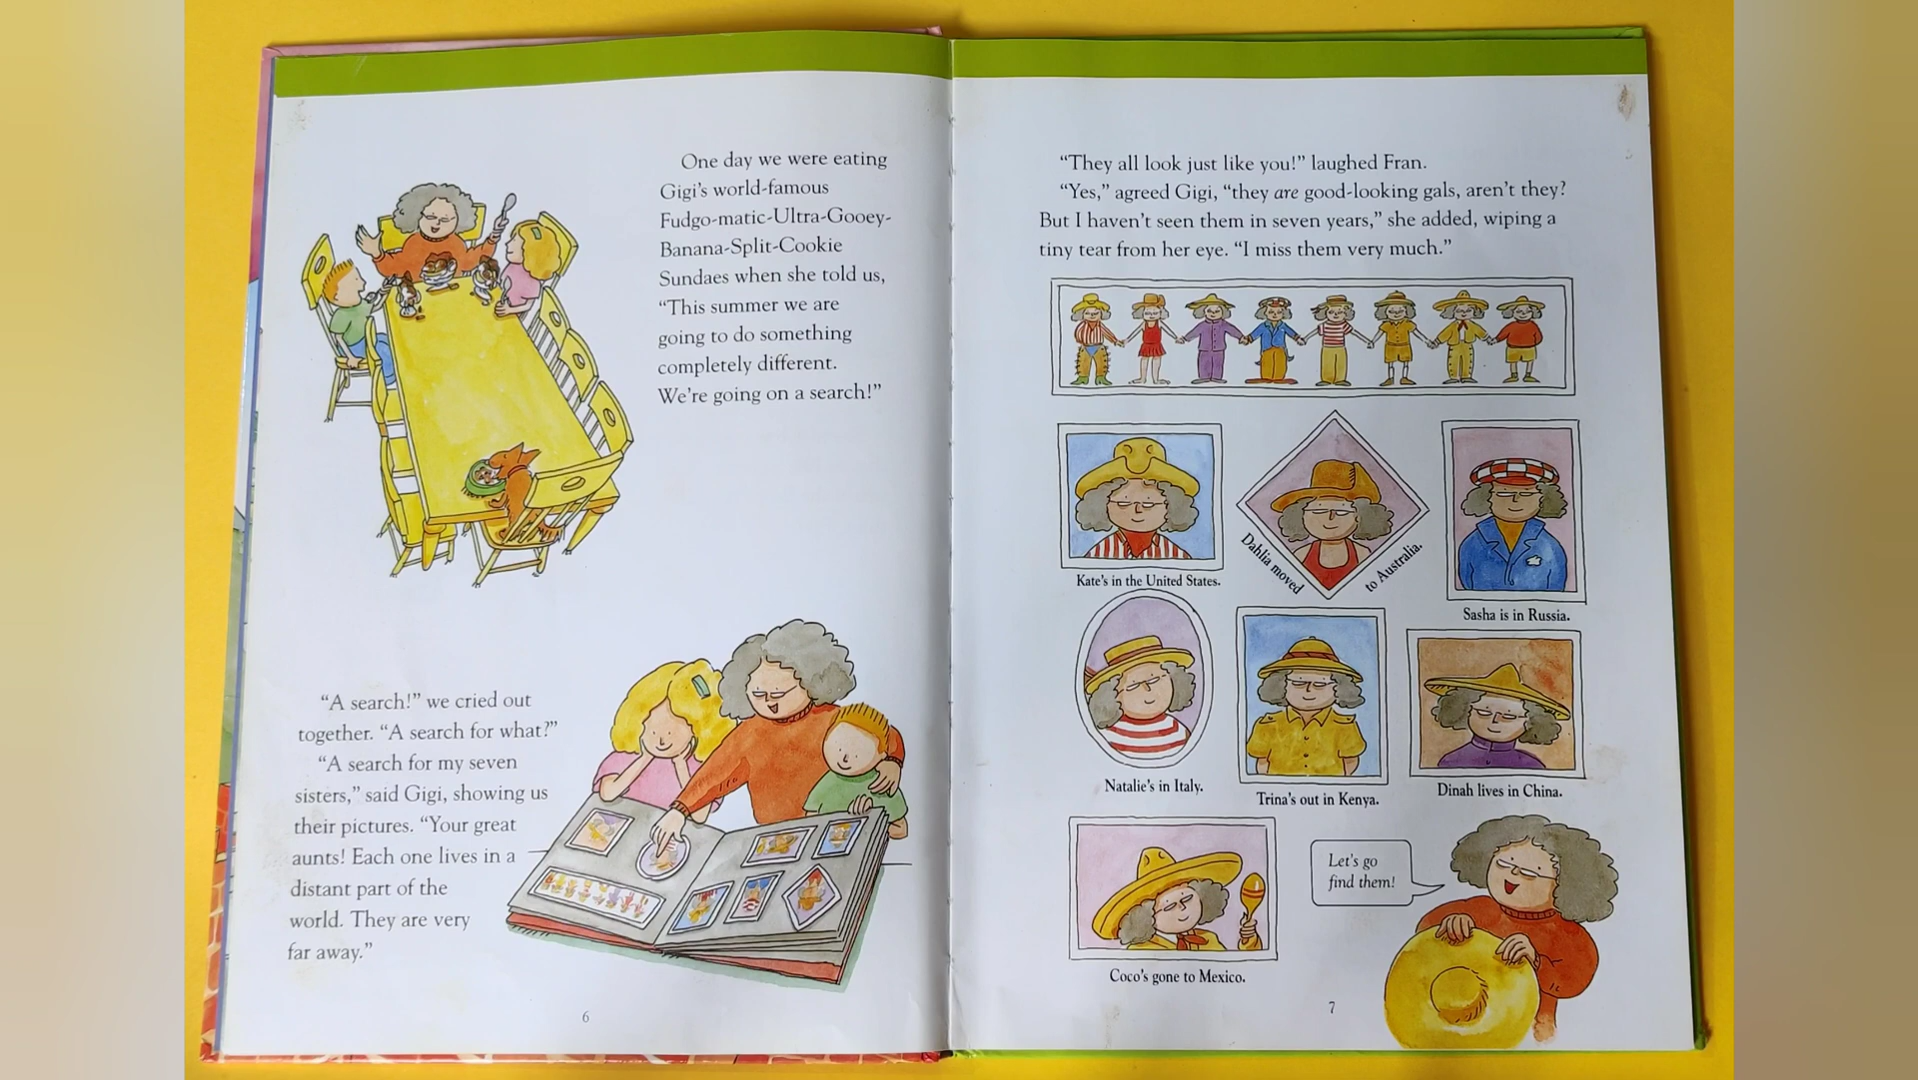 One day we were eating
Gigi's world-famous
Fudgo-matic-Ultra-Gooey-
Banana-Split-Cookie
Sundaes when she told us,
“This summer we are
going to do something
completely different.
We're going on a search!”
“A search!” we cried out
together. “A search for what?”
“A search for my seven
sisters,” said Gigi, showing us
their pictures. “Your great
aunts! Each one lives in a
distant part of the
world. They are very
far away.”
6
“They all look just like you!” laughed Fran.
“Yes,” agreed Gigi, “they are good-looking gals, aren't they?
But I haven't seen them in seven years,” she added, wiping a
tiny tear from her eye. “I miss them very much.”
Kate's in the United States.
Dahlia moved
to Australia.
Sasha is in Russia.
Natalie's in Italy.
Trina's out in Kenya.
Dinah lives in China.
Coco's gone to Mexico.
Let's go
find them!
7